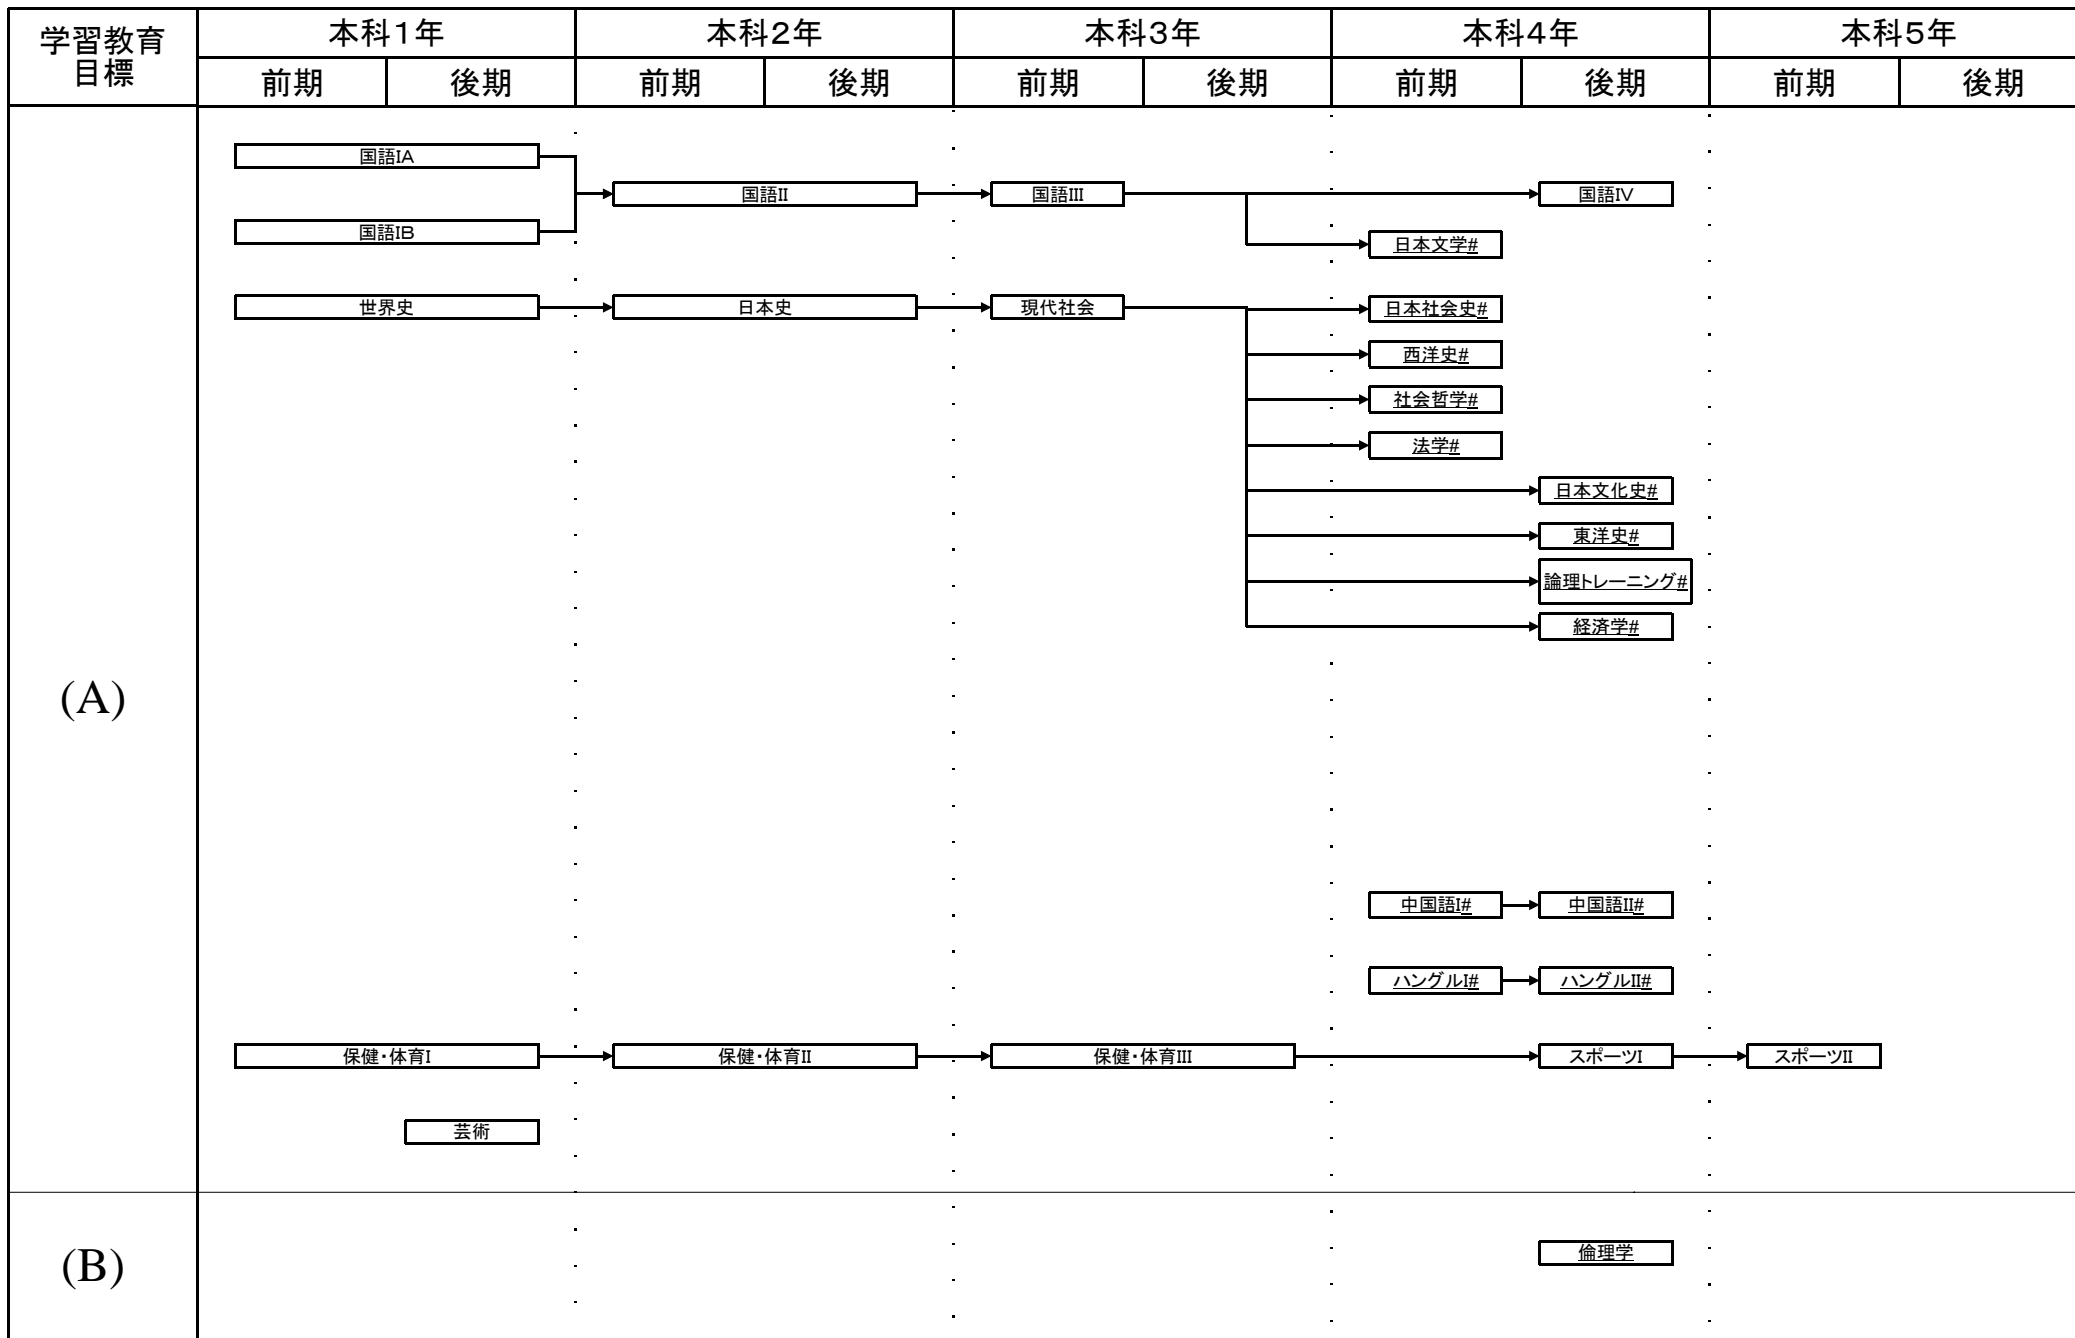 学習教育
目標
本科1年
本科2年
本科3年
本科4年
本科5年
前期
後期
前期
後期
前期
後期
前期
後期
前期
後期
(A)
国語IA
国語IB
国語II
国語III
国語IV
日本文学#
世界史
日本史
現代社会
日本社会史#
西洋史#
社会哲学#
法学#
日本文化史#
東洋史#
論理トレーニング#
経済学#
中国語I#
中国語II#
ハングルI#
ハングルII#
保健・体育I
保健・体育II
保健・体育III
スポーツI
スポーツII
芸術
(B)
倫理学